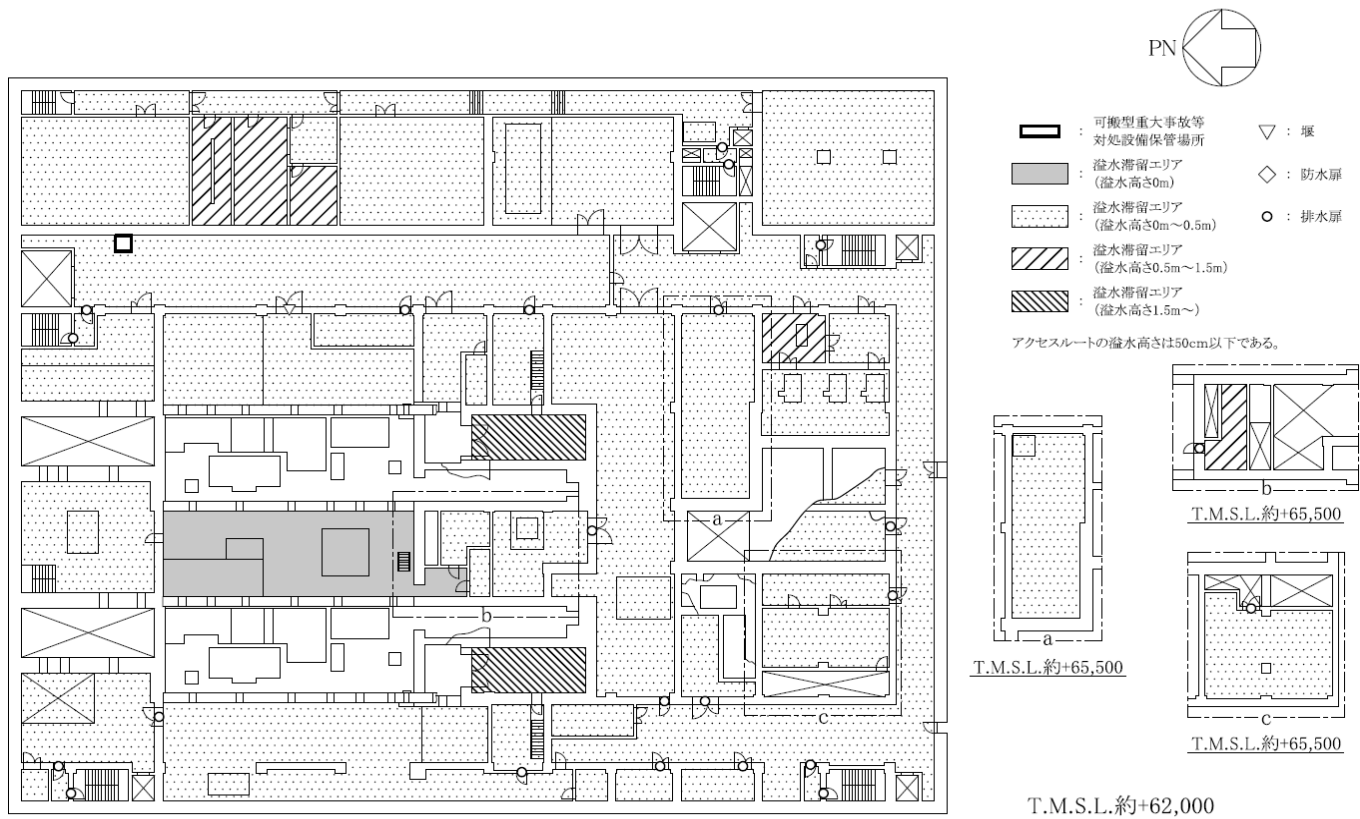 PN
可搬型重大事故等
対処設備保管場所
溢水滞留エリア
(溢水高さ0m)
溢水滞留エリア
(溢水高さ0m～0.5m)
溢水滞留エリア
(溢水高さ0.5m～1.5m)
溢水滞留エリア
(溢水高さ1.5m～)
： 堰
： 防水扉
： 排水扉
アクセスルートの溢水高さは50cm以下である。
a
b
c
a
T.M.S.L.約+65,500
b
T.M.S.L.約+65,500
c
T.M.S.L.約+65,500
T.M.S.L.約+62,000